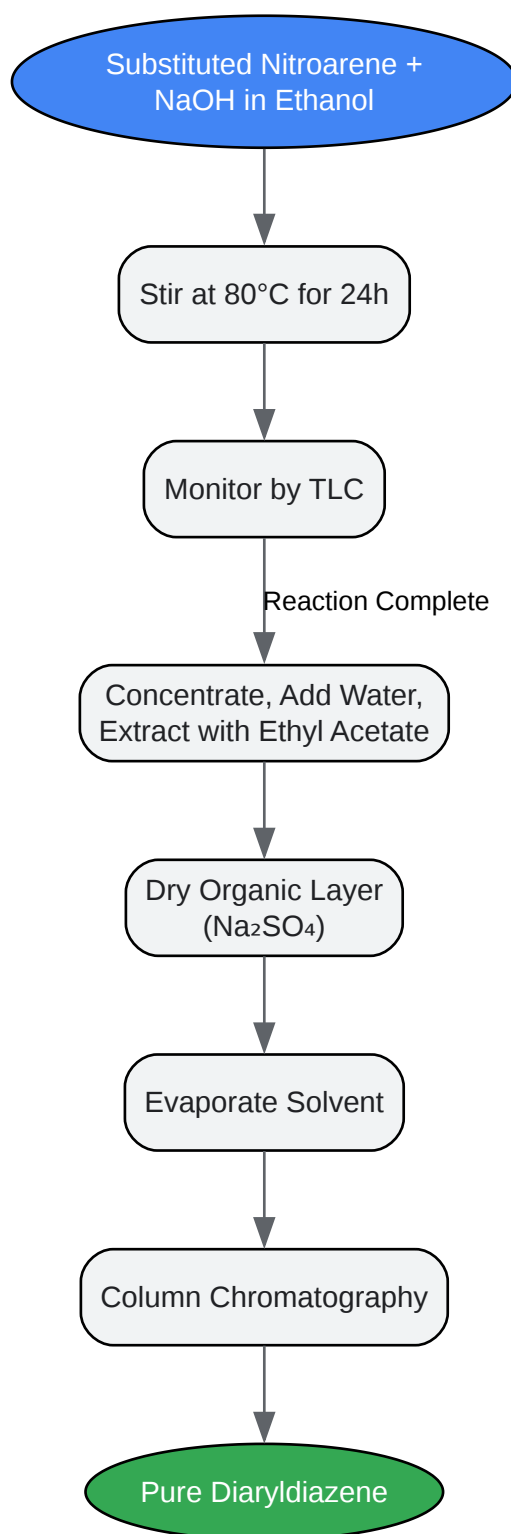 Substituted Nitroarene +
NaOH in Ethanol
Stir at 80°C for 24h
Monitor by TLC
Reaction Complete
Concentrate, Add Water,
Extract with Ethyl Acetate
Dry Organic Layer
(Na₂SO₄)
Evaporate Solvent
Column Chromatography
Pure Diaryldiazene